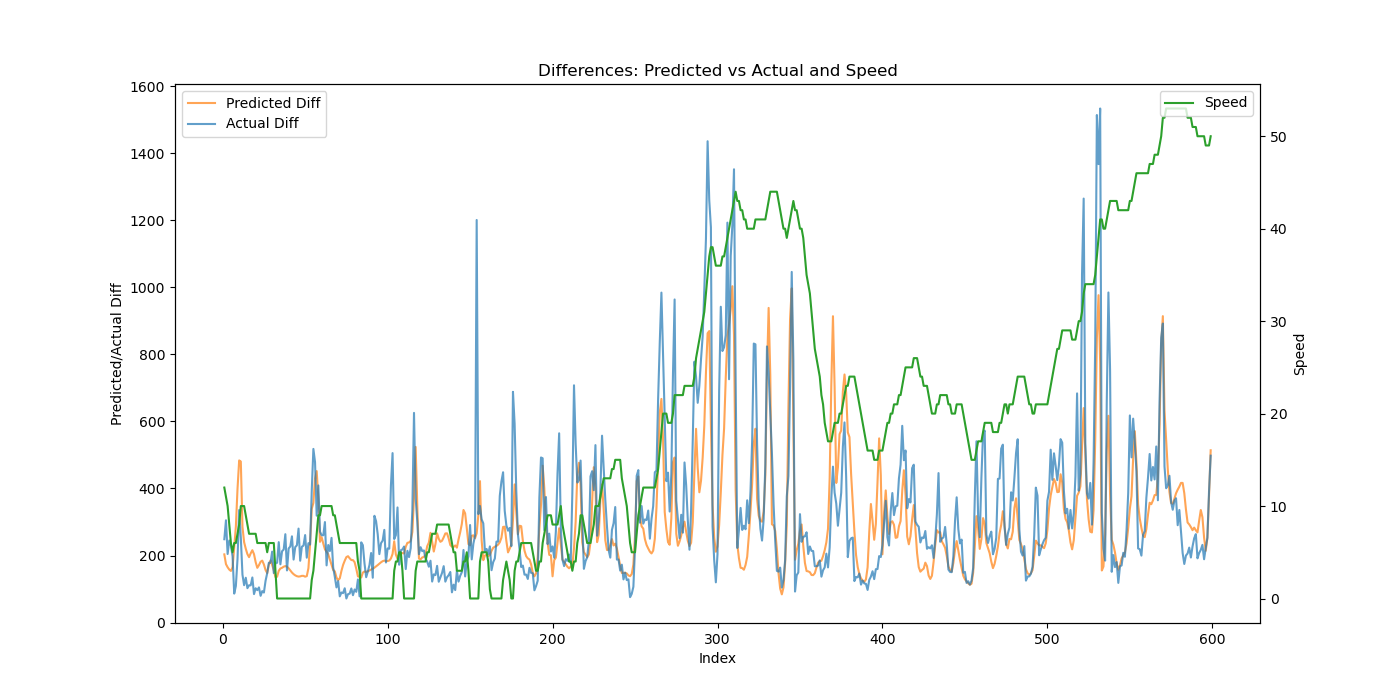 Differences: Predicted vs Actual and Speed
Predicted Diff
Actual Diff
Speed
Predicted/Actual Diff
1600
1400
1200
1000
800
600
400
200
0
50
40
30
20
10
0
Speed
0 100 200 300 400 500 600
Index